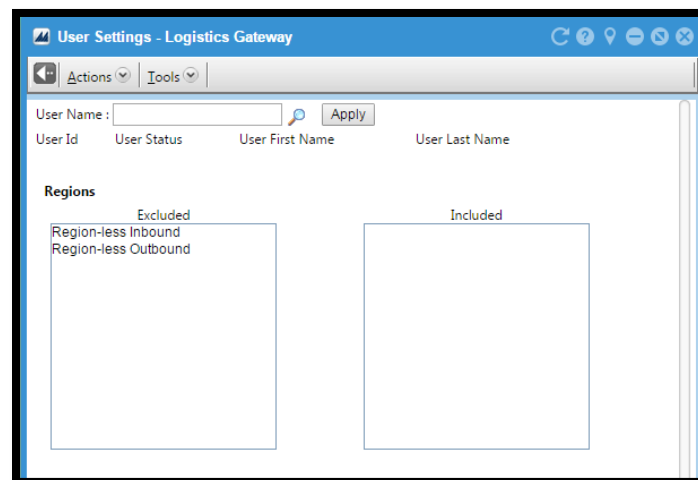 User Settings - Logistics Gateway
Actions Tools
User Name : Apply
User Id User Status User First Name User Last Name
Regions
Excluded Included
Region-less Inbound
Region-less Outbound